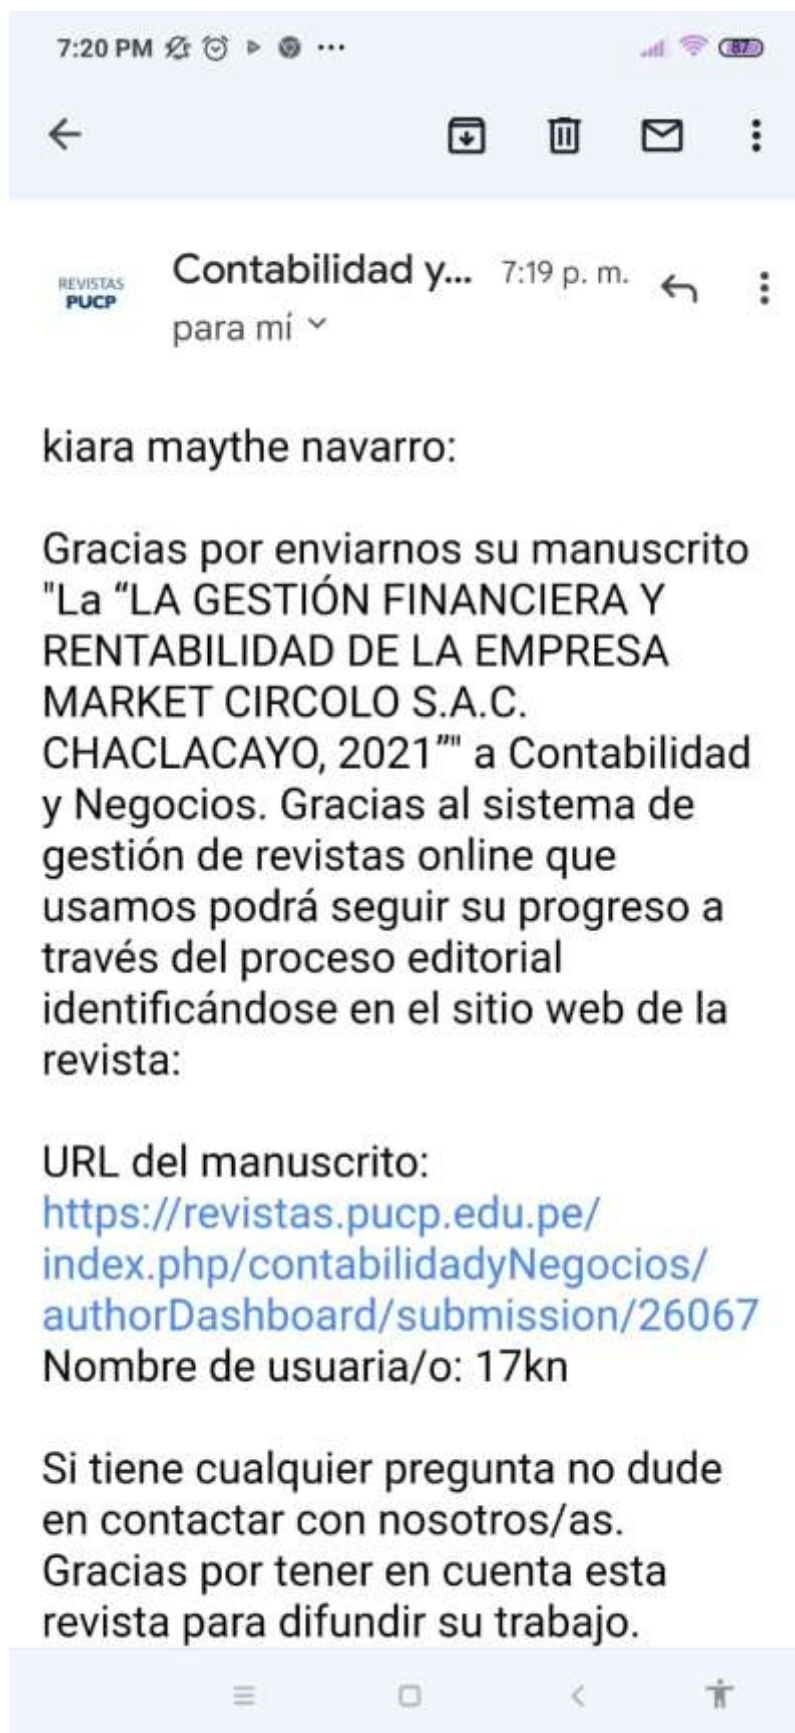 7:20 PM
87
REVISTAS
PUCP
Contabilidad y... 7:19 p. m.
para mí
kiara maythe navarro:
Gracias por enviarnos su manuscrito
"La “LA GESTIÓN FINANCIERA Y
RENTABILIDAD DE LA EMPRESA
MARKET CIRCOLO S.A.C.
CHACLACAYO, 2021”" a Contabilidad
y Negocios. Gracias al sistema de
gestión de revistas online que
usamos podrá seguir su progreso a
través del proceso editorial
identificándose en el sitio web de la
revista:
URL del manuscrito:
https://revistas.pucp.edu.pe/
index.php/contabilidadyNegocios/
authorDashboard/submission/26067
Nombre de usuaria/o: 17kn
Si tiene cualquier pregunta no dude
en contactar con nosotros/as.
Gracias por tener en cuenta esta
revista para difundir su trabajo.